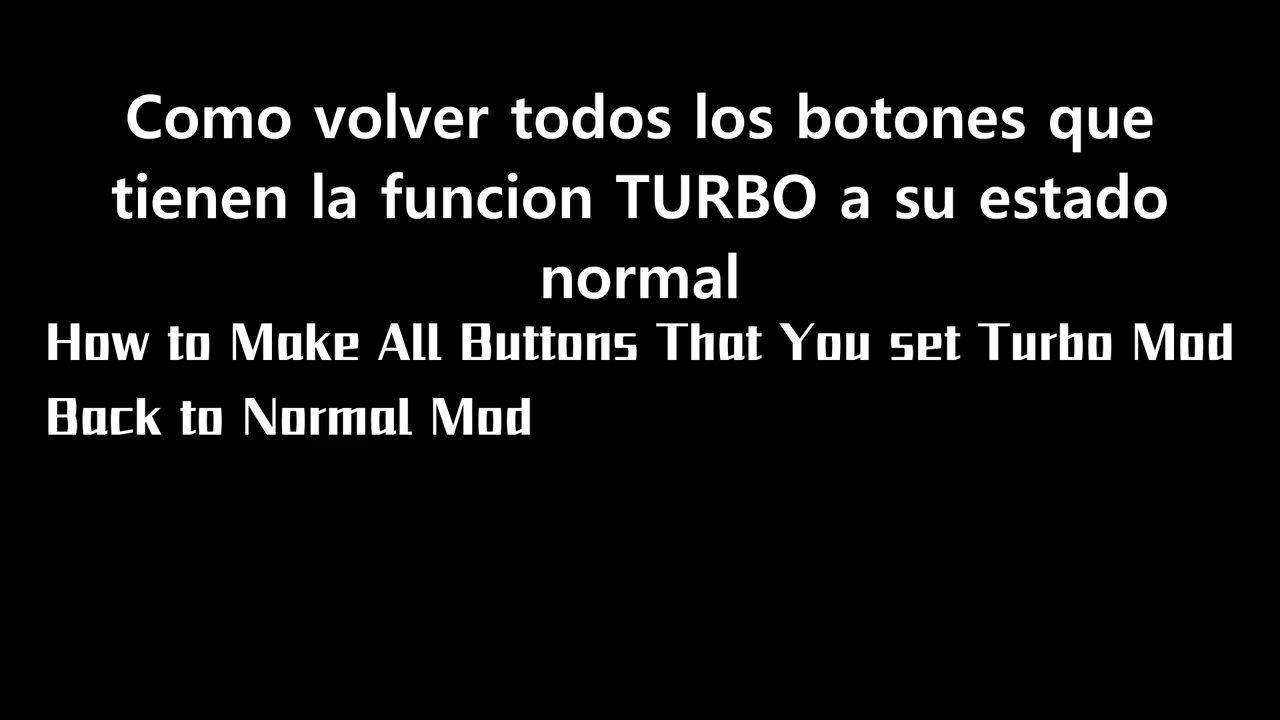 Como volver todos los botones que
tienen la funcion TURBO a su estado
normal
How to Make All Buttons That You set Turbo Mod
Back to Normal Mod